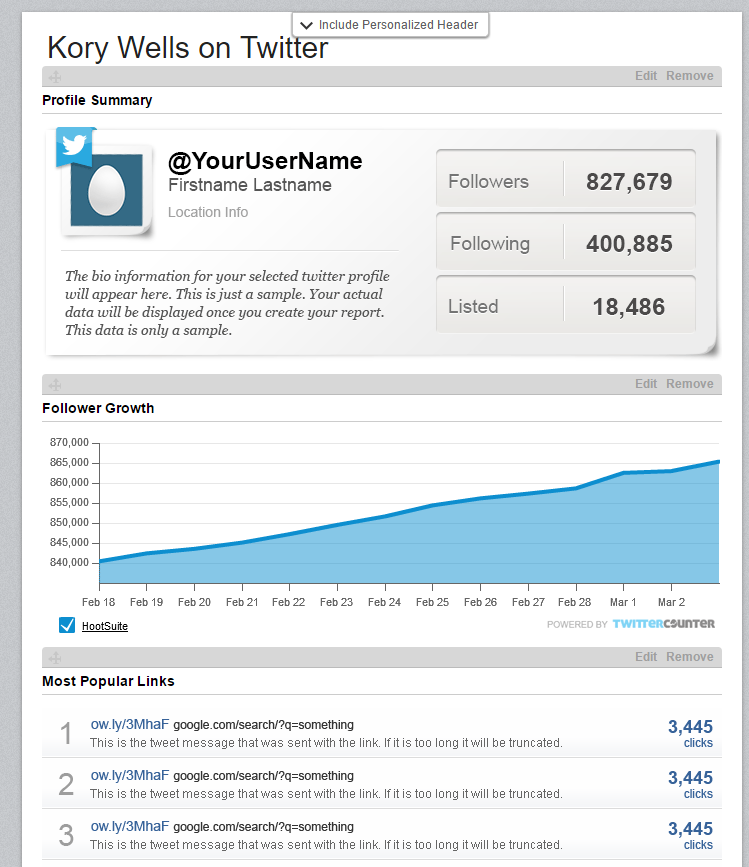 Include Personalized Header
Kory Wells on Twitter
Edit Remove
Profile Summary
@YourUserName
Firstname Lastname
Location Info
The bio information for your selected twitter profile
will appear here. This is just a sample. Your actual
data will be displayed once you create your report.
This data is only a sample.
Followers 827,679
Following 400,885
Listed 18,486
Edit Remove
Follower Growth
870,000
865,000
860,000
855,000
850,000
845,000
840,000
Feb 18 Feb 19 Feb 20 Feb 21 Feb 22 Feb 23 Feb 24 Feb 25 Feb 26 Feb 27 Feb 28 Mar 1 Mar 2
HootSuite
POWERED BY TWITTERCOUNTER
Edit Remove
Most Popular Links
1 ow.ly/3MhaF google.com/search/?q=something 3,445
This is the tweet message that was sent with the link. If it is too long it will be truncated. clicks
2 ow.ly/3MhaF google.com/search/?q=something 3,445
This is the tweet message that was sent with the link. If it is too long it will be truncated. clicks
3 ow.ly/3MhaF google.com/search/?q=something 3,445
This is the tweet message that was sent with the link. If it is too long it will be truncated. clicks